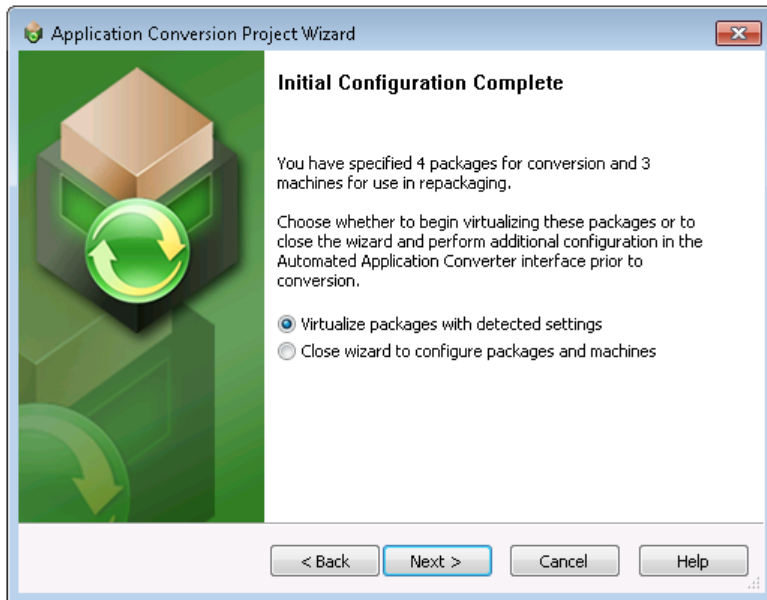 Application Conversion Project Wizard
Initial Configuration Complete
You have specified 4 packages for conversion and 3
machines for use in repackaging.
Choose whether to begin virtualizing these packages or to
close the wizard and perform additional configuration in the
Automated Application Converter interface prior to
conversion.
Virtualize packages with detected settings
Close wizard to configure packages and machines
< Back Next > Cancel Help